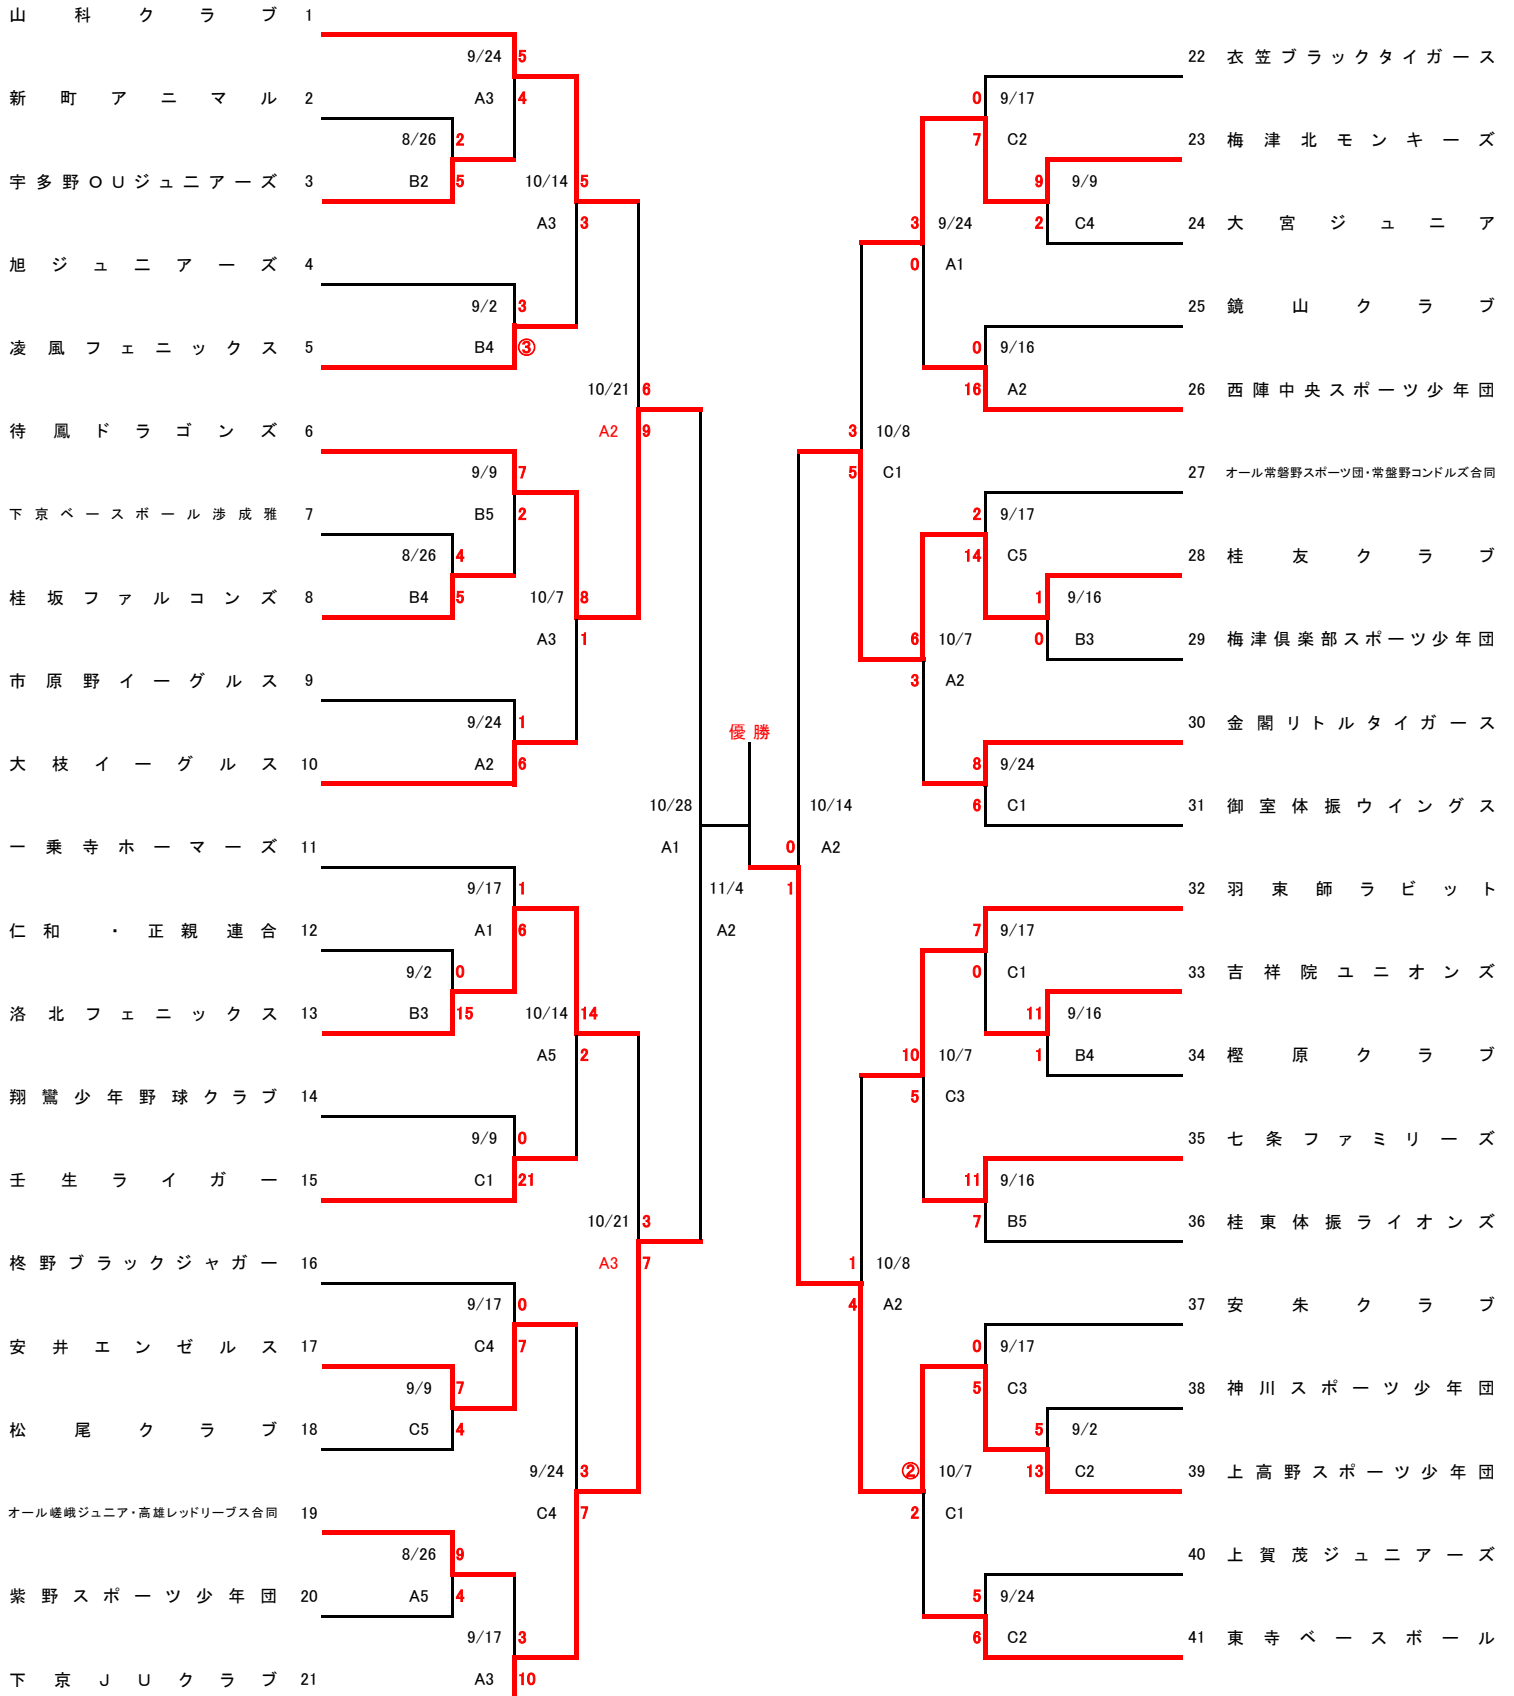 山科クラブ 1
9/24 5
新町アニマル 2 A3 4
8/26 2
宇多野OUジュニアーズ 3 B2 5 10/14 5
A3 3
旭ジュニアーズ 4
9/2 3
凌風フェニックス 5 B4 ③
10/21 6
待鳳ドラゴンズ 6 A2 9
9/9 7
下京ベースボール渉成雅 7 B5 2
8/26 4
桂坂ファルコンズ 8 B4 5 10/7 8
A3 1
市原野イーグルス 9
9/24 1
大枝イーグルス 10 A2 6
10/28
一乗寺ホーマーズ 11 A1
9/17 1
仁和・正親連合 12 A1 6
9/2 0
洛北フェニックス 13 B3 15 10/14 14
A5 2
翔鸞少年野球クラブ 14
9/9 0
壬生ライガー 15 C1 21
10/21 3
柊野ブラックジャガー 16 A3 7
9/17 0
安井エンゼルス 17 C4 7
9/9 7
松尾クラブ 18 C5 4
9/24 3
オール嵯峨ジュニア・高雄レッドリーブス合同 19 C4 7
8/26 9
紫野スポーツ少年団 20 A5 4
9/17 3
下京JUクラブ 21 A3 10
優勝
11/4
A2
22 衣笠ブラックタイガース
0 9/17
7 C2 23 梅津北モンキーズ
9 9/9
3 9/24 2 C4 24 大宮ジュニア
0 A1
25 鏡山クラブ
0 9/16
16 A2 26 西陣中央スポーツ少年団
3 10/8
5 C1 27 オール常磐野スポーツ団・常盤野コンドルズ合同
2 9/17
14 C5 28 桂友クラブ
1 9/16
6 10/7 0 B3 29 梅津倶楽部スポーツ少年団
3 A2
30 金閣リトルタイガース
8 9/24
10/14 6 C1 31 御室体振ウイングス
0 A2
1 32 羽束師ラビット
7 9/17
0 C1 33 吉祥院ユニオンズ
11 9/16
10 10/7 1 B4 34 樫原クラブ
5 C3
35 七条ファミリーズ
11 9/16
7 B5 36 桂東体振ライオンズ
1 10/8
4 A2 37 安朱クラブ
0 9/17
5 C3 38 神川スポーツ少年団
5 9/2
② 10/7 13 C2 39 上高野スポーツ少年団
2 C1
40 上賀茂ジュニアーズ
5 9/24
6 C2 41 東寺ベースボール